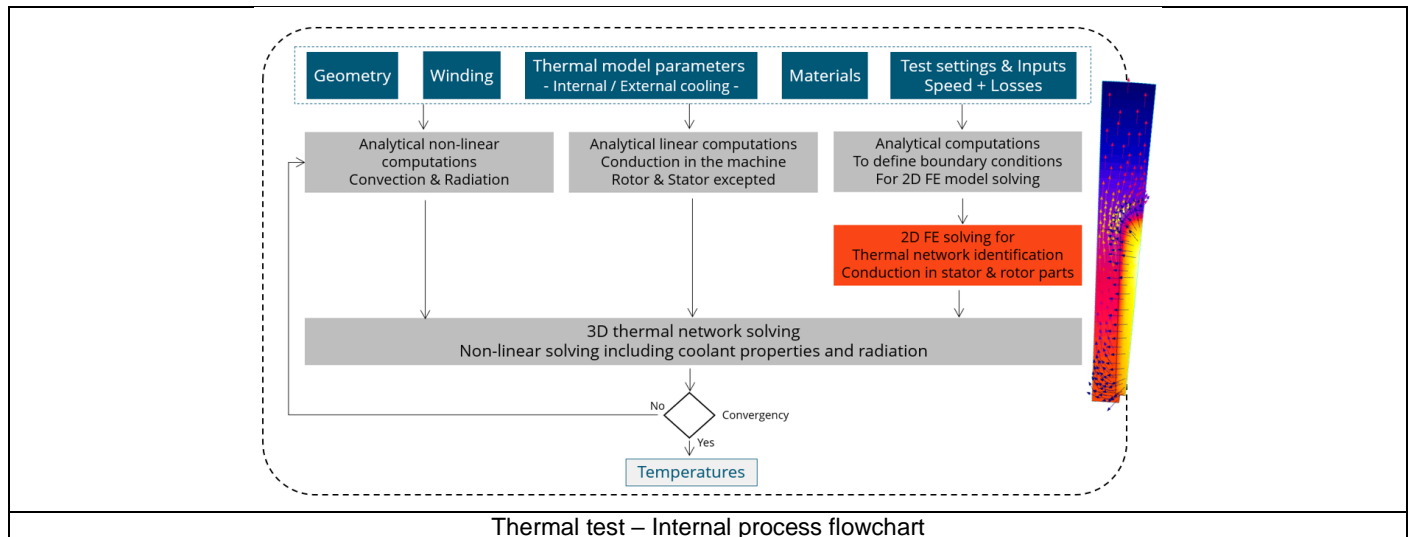 Geometry
Winding
Thermal model parameters
- Internal / External cooling -
Materials
Test settings & Inputs
Speed + Losses
Analytical non-linear
computations
Convection & Radiation
Analytical linear computations
Conduction in the machine
Rotor & Stator excepted
Analytical computations
To define boundary conditions
For 2D FE model solving
2D FE solving for
Thermal network identification
Conduction in stator & rotor parts
3D thermal network solving
Non-linear solving including coolant properties and radiation
No
Convergency
Yes
Temperatures
Thermal test – Internal process flowchart